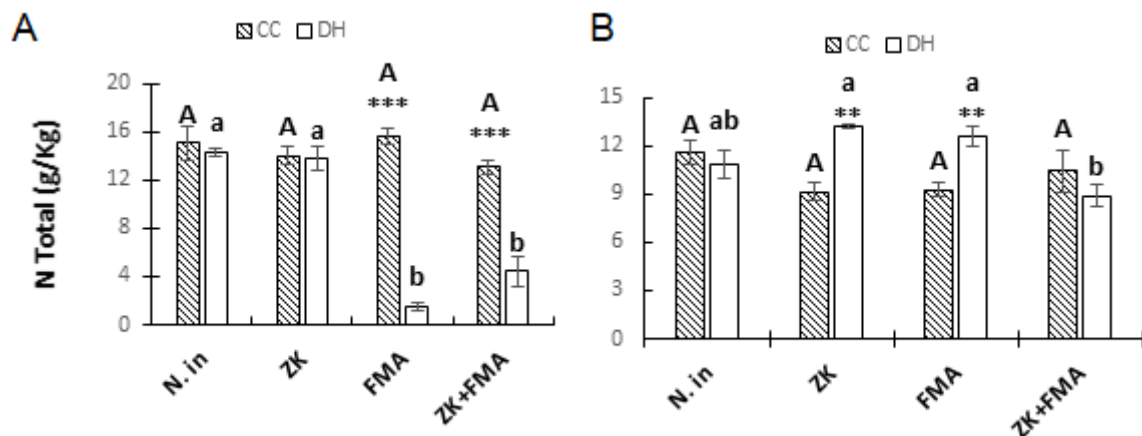 A
CC DH
N Total (g/Kg)
20
16
12
8
4
0
A a A a A *** b A *** b
N. in ZK FMA ZK+FMA
B
CC DH
15
12
9
6
3
0
A ab A a ** A a ** A b
N. in ZK FMA ZK+FMA